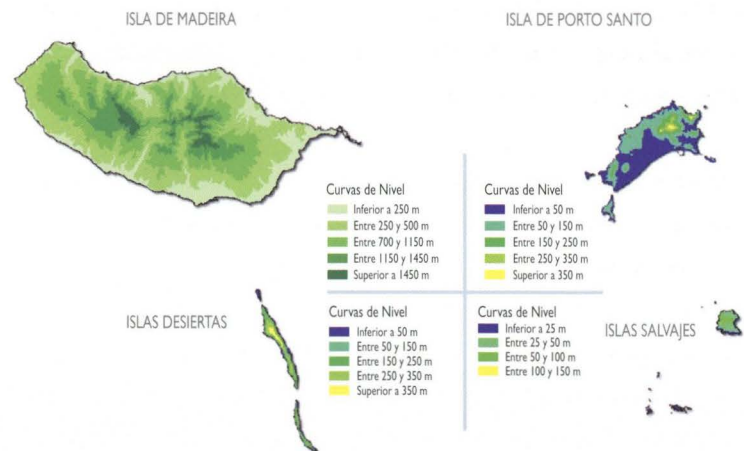 ISLA DE MADEIRA
ISLA DE PORTO SANTO
Curvas de Nivel
Inferior a 250 m
Entre 250 y 500 m
Entre 700 y 1150 m
Entre 1150 y 1450 m
Superior a 1450 m
Curvas de Nivel
Inferior a 50 m
Entre 50 y 150 m
Entre 150 y 250 m
Entre 250 y 350 m
Superior a 350 m
ISLAS DESIERTAS
Curvas de Nivel
Inferior a 50 m
Entre 50 y 150 m
Entre 150 y 250 m
Entre 250 y 350 m
Superior a 350 m
Curvas de Nivel
Inferior a 25 m
Entre 25 y 50 m
Entre 50 y 100 m
Entre 100 y 150 m
ISLAS SALVAJES